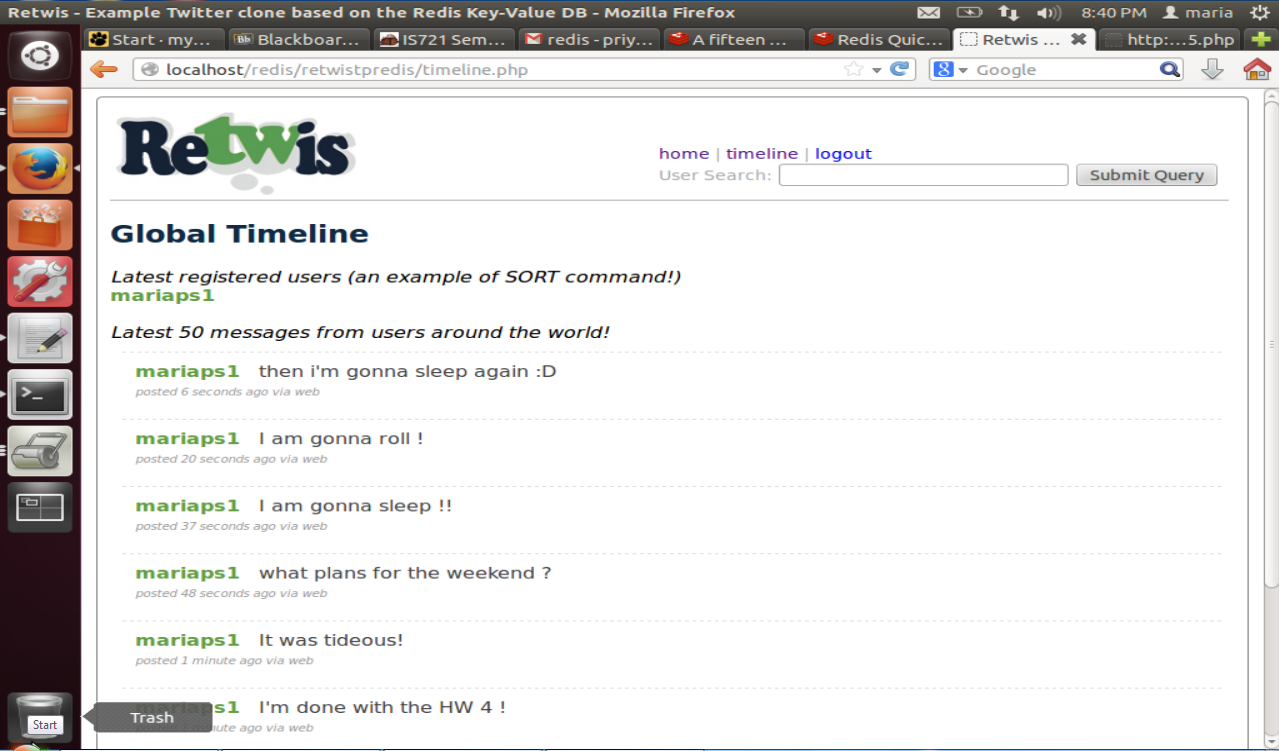 Retwis - Example Twitter clone based on the Redis Key-Value DB - Mozilla Firefox 8:40 PM maria
Start · my... Bb Blackboar... IS721 Sem... redis - priy... A fifteen ... Redis Quic... Retwis ... http:...5.php
localhost/redis/retwistpredis/timeline.php 8 Google
Retwis
home | timeline | logout
User Search: Submit Query
Global Timeline
Latest registered users (an example of SORT command!)
mariaps1
Latest 50 messages from users around the world!
mariaps1 then i'm gonna sleep again :D
posted 6 seconds ago via web
mariaps1 I am gonna roll !
posted 20 seconds ago via web
mariaps1 I am gonna sleep !!
posted 37 seconds ago via web
mariaps1 what plans for the weekend ?
posted 48 seconds ago via web
mariaps1 It was tideous!
posted 1 minute ago via web
mariaps1 I'm done with the HW 4 !
posted 1 minute ago via web
Trash
Start